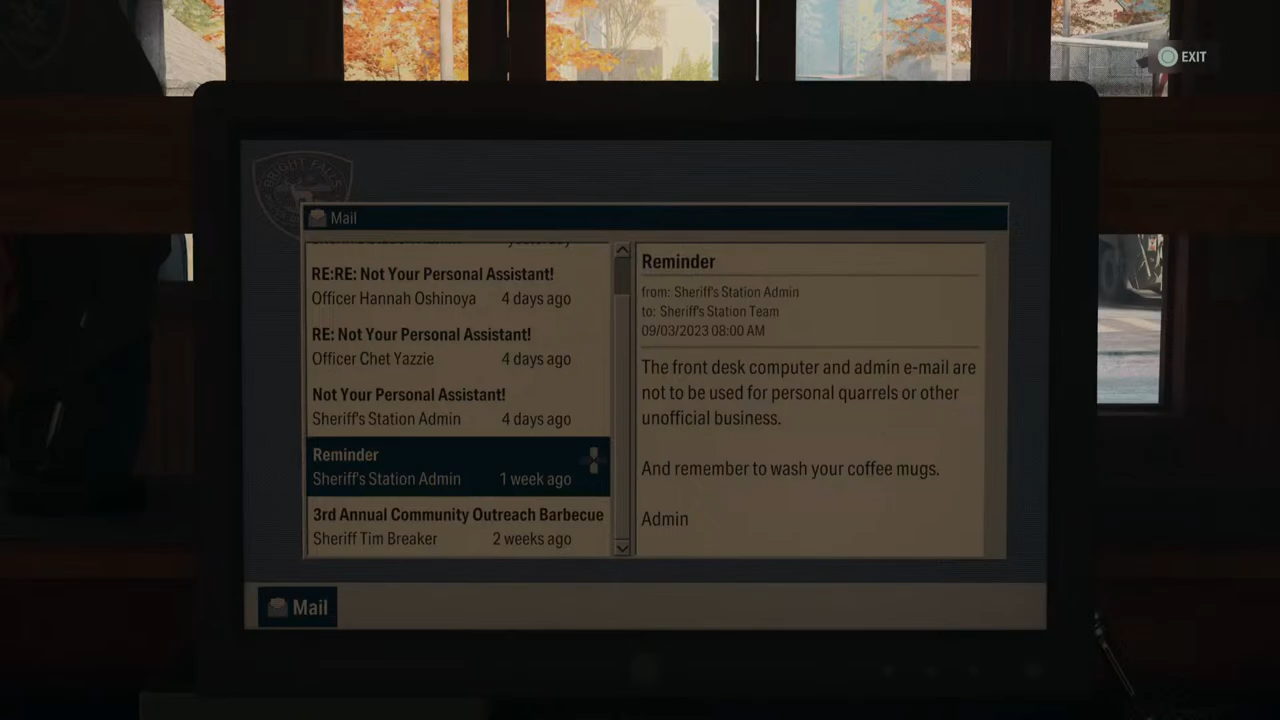 EXIT
BRIGHT FALLS
Mail
yesterday
RE:RE: Not Your Personal Assistant!
Officer Hannah Oshinoya 4 days ago
RE: Not Your Personal Assistant!
Officer Chet Yazzie 4 days ago
Not Your Personal Assistant!
Sheriff's Station Admin 4 days ago
Reminder
Sheriff's Station Admin 1 week ago
3rd Annual Community Outreach Barbecue
Sheriff Tim Breaker 2 weeks ago
Reminder
from: Sheriff's Station Admin
to: Sheriff's Station Team
09/03/2023 08:00 AM
The front desk computer and admin e-mail are
not to be used for personal quarrels or other
unofficial business.
And remember to wash your coffee mugs.
Admin
Mail